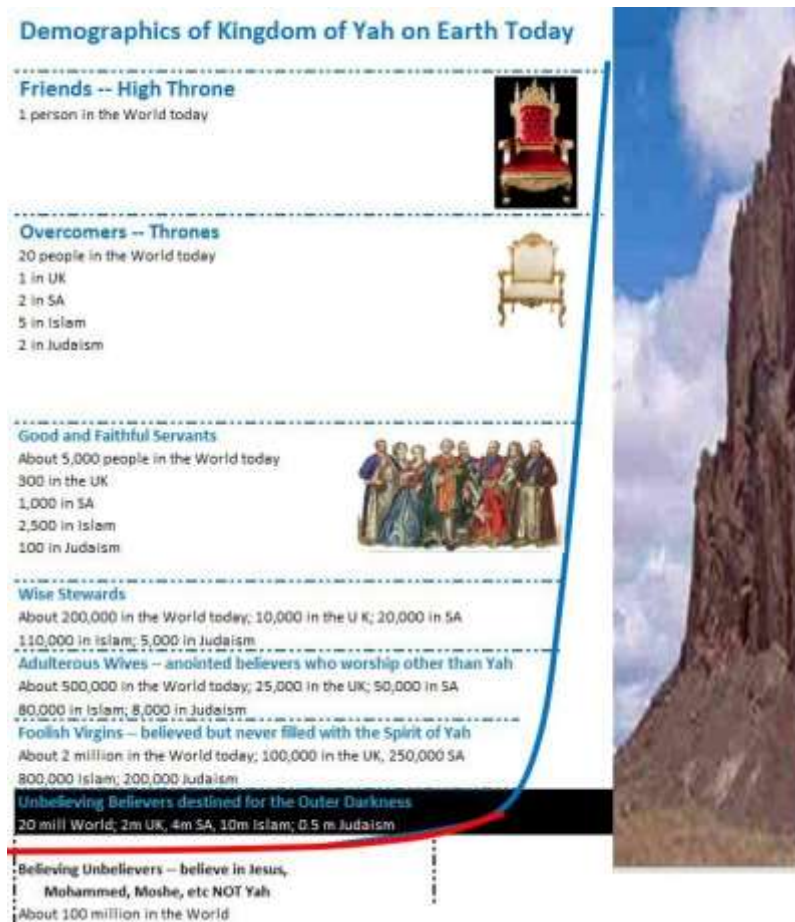 Demographics of Kingdom of Yah on Earth Today
Friends -- High Throne
1 person in the World today
Overcomers -- Thrones
20 people in the World today
1 in UK
2 in SA
5 in Islam
2 in Judaism
Good and Faithful Servants
About 5,000 people in the World today
300 in the UK
1,000 in SA
2,500 in Islam
100 in Judaism
Wise Stewards
About 200,000 in the World today; 10,000 in the U K; 20,000 in SA
110,000 in Islam; 5,000 in Judaism
Adulterous Wives -- anointed believers who worship other than Yah
About 500,000 in the World today; 25,000 in the UK; 50,000 in SA
80,000 in Islam; 8,000 in Judaism
Foolish Virgins -- believed but never filled with the Spirit of Yah
About 2 million in the World today; 100,000 in the UK, 250,000 SA
800,000 Islam; 200,000 Judaism
Unbelieving Believers destined for the Outer Darkness
20 mill World; 2m UK, 4m SA, 10m Islam; 0.5 m Judaism
Believing Unbelievers -- believe in Jesus,
Mohammed, Moshe, etc NOT Yah
About 100 million in the World